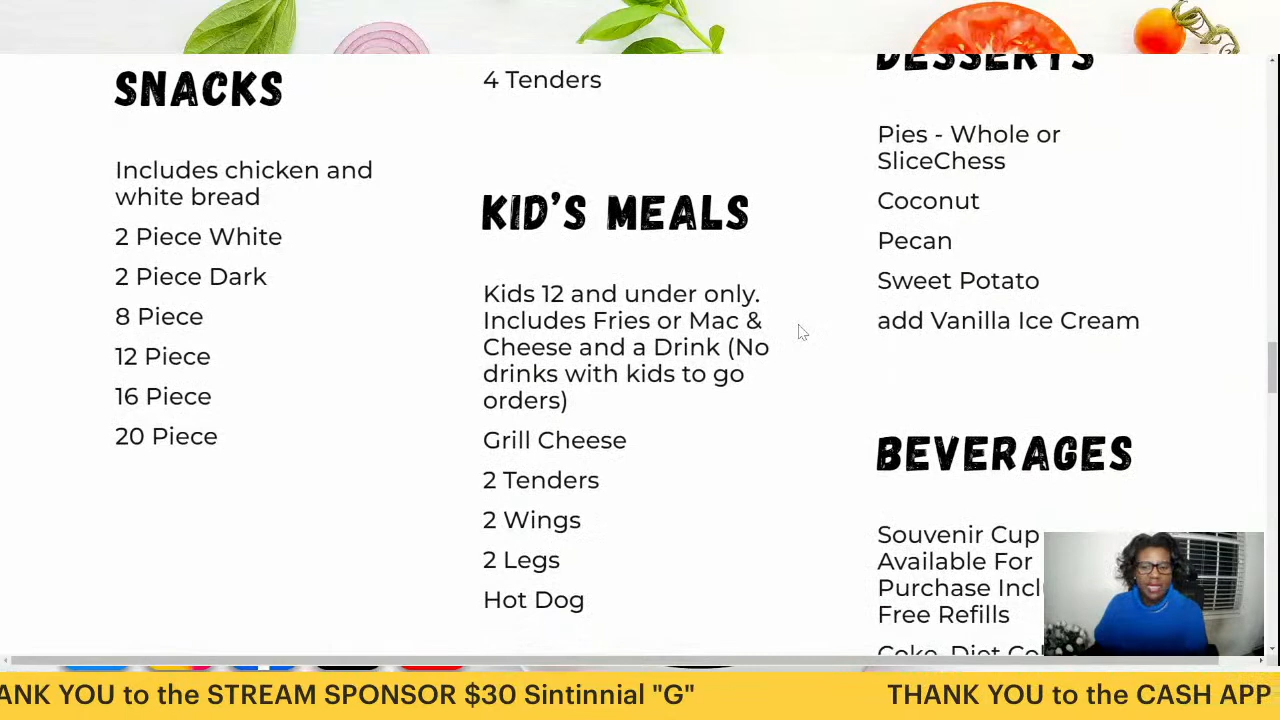 SNACKS
Includes chicken and
white bread
2 Piece White
2 Piece Dark
8 Piece
12 Piece
16 Piece
20 Piece
4 Tenders
KID'S MEALS
Kids 12 and under only.
Includes Fries or Mac &
Cheese and a Drink (No
drinks with kids to go
orders)
Grill Cheese
2 Tenders
2 Wings
2 Legs
Hot Dog
DESSERTS
Pies - Whole or
SliceChess
Coconut
Pecan
Sweet Potato
add Vanilla Ice Cream
BEVERAGES
Souvenir Cup
Available For
Purchase Incl
Free Refills
Coke, Diet Co
ANK YOU to the STREAM SPONSOR $30 Sintinnial "G" THANK YOU to the CASH APP